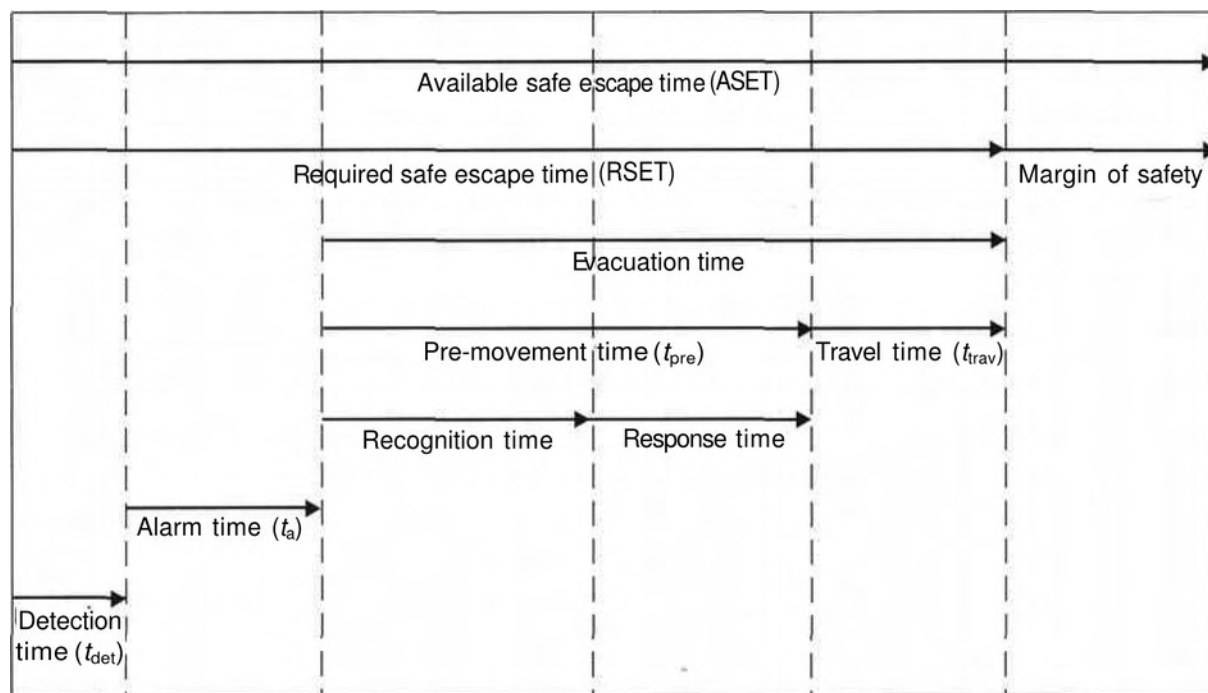 Available safe escape time (ASET)
Required safe escape time (RSET)
Margin of safety
Evacuation time
Pre-movement time (tpre)
Travel time (ttrav)
Recognition time
Response time
Alarm time (ta)
Detection
time (tdet)